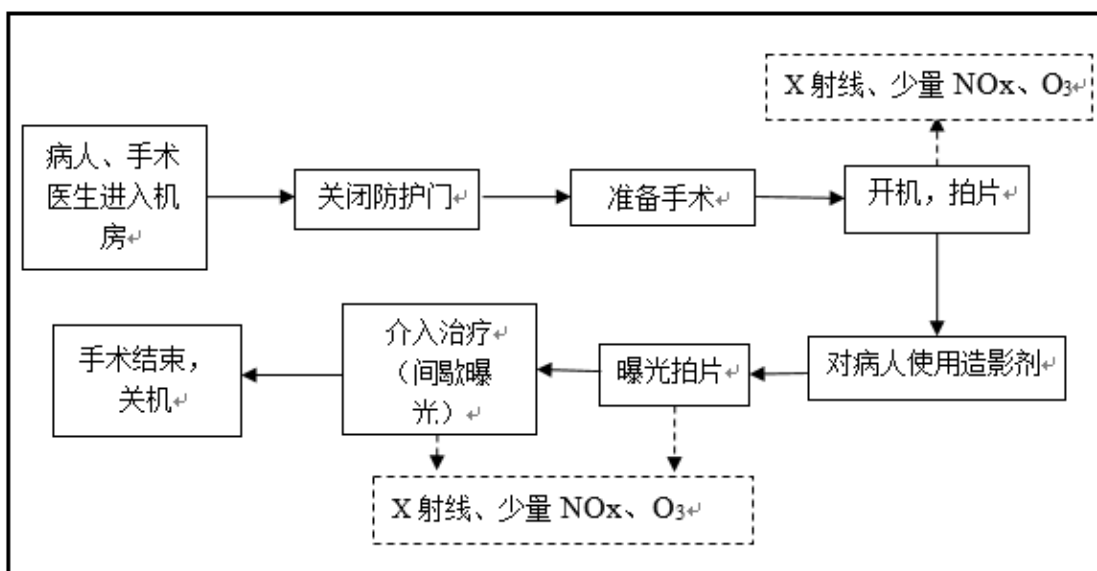 X 射线、少量 NOx、O₃↵
病人、手术
医生进入机
房↵
关闭防护门↵
准备手术↵
开机，拍片↵
对病人使用造影剂↵
曝光拍片↵
介入治疗↵
（间歇曝
光）↵
手术结束，
关机↵
X 射线、少量 NOx、O₃↵